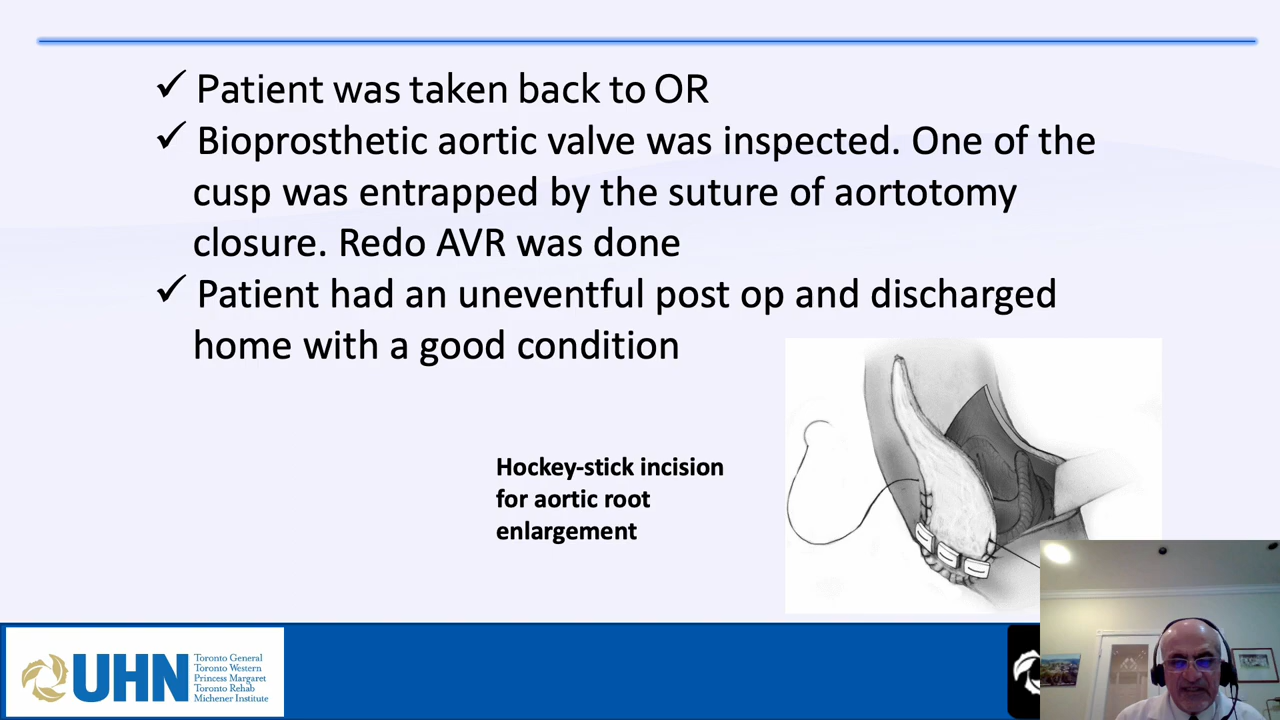 ✓ Patient was taken back to OR
✓ Bioprosthetic aortic valve was inspected. One of the
cusp was entrapped by the suture of aortotomy
closure. Redo AVR was done
✓ Patient had an uneventful post op and discharged
home with a good condition
Hockey-stick incision
for aortic root
enlargement
UHN
Toronto General
Toronto Western
Princess Margaret
Toronto Rehab
Michener Institute